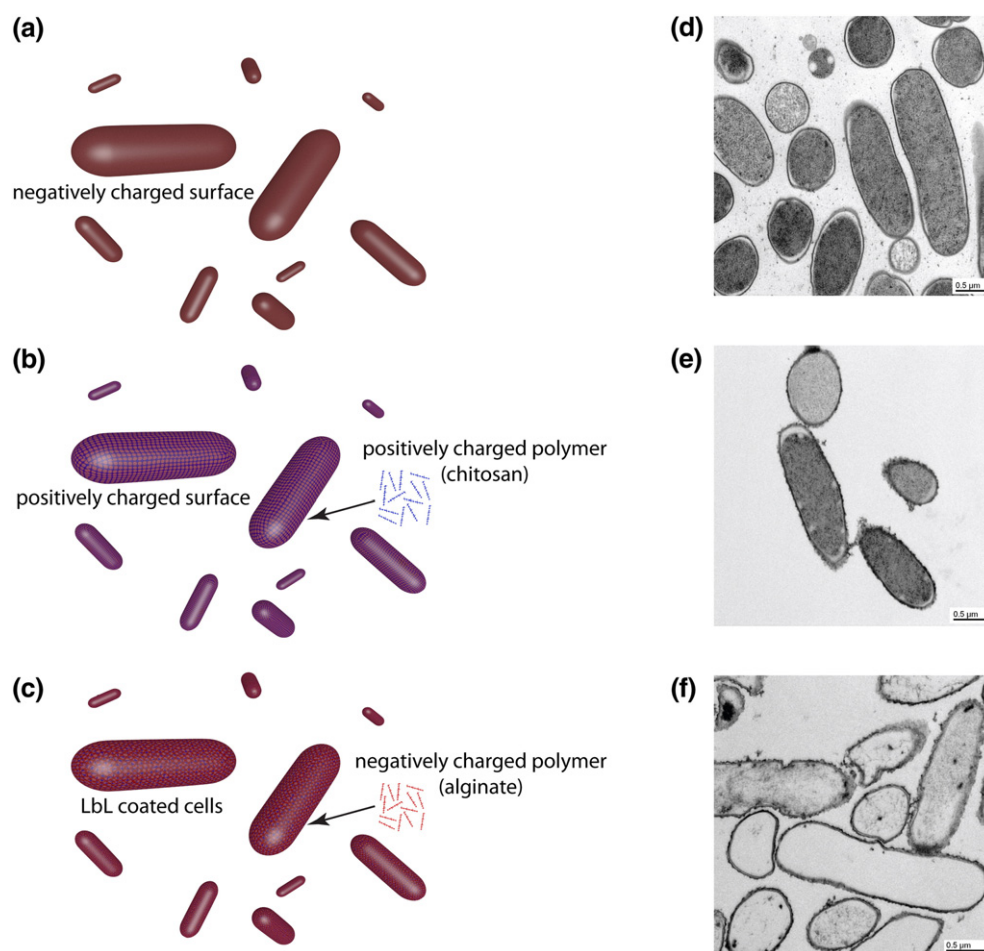 (a)
negatively charged surface
(d)
0.5 µm
(b)
positively charged surface
positively charged polymer
(chitosan)
(e)
0.5 µm
(c)
LbL coated cells
negatively charged polymer
(alginate)
(f)
0.5 µm